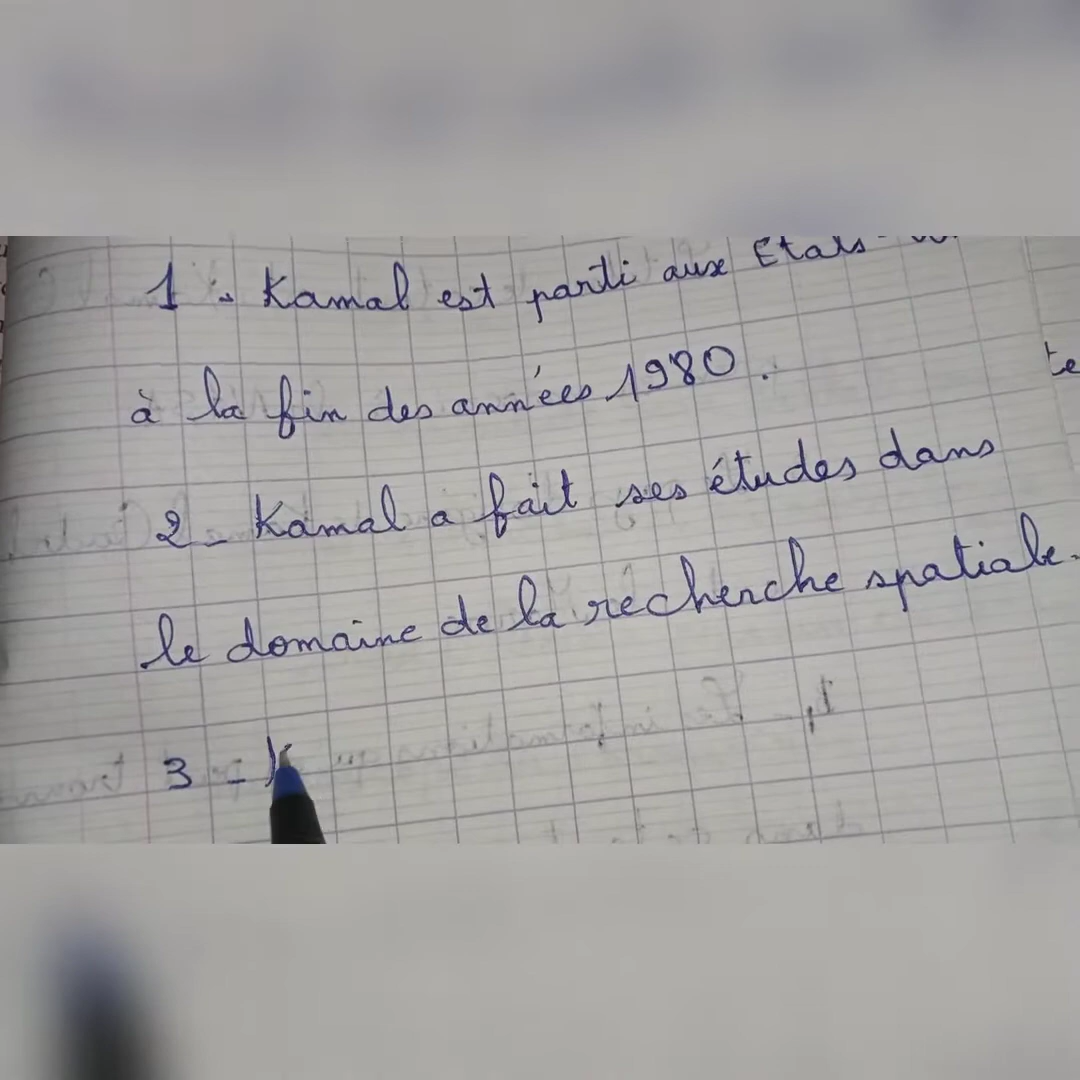 1 - Kamal est parti aux Etats-
à la fin des années 1980.
te
2 - Kamal a fait ses études dans
le domaine de la recherche spatiale.
3 - K